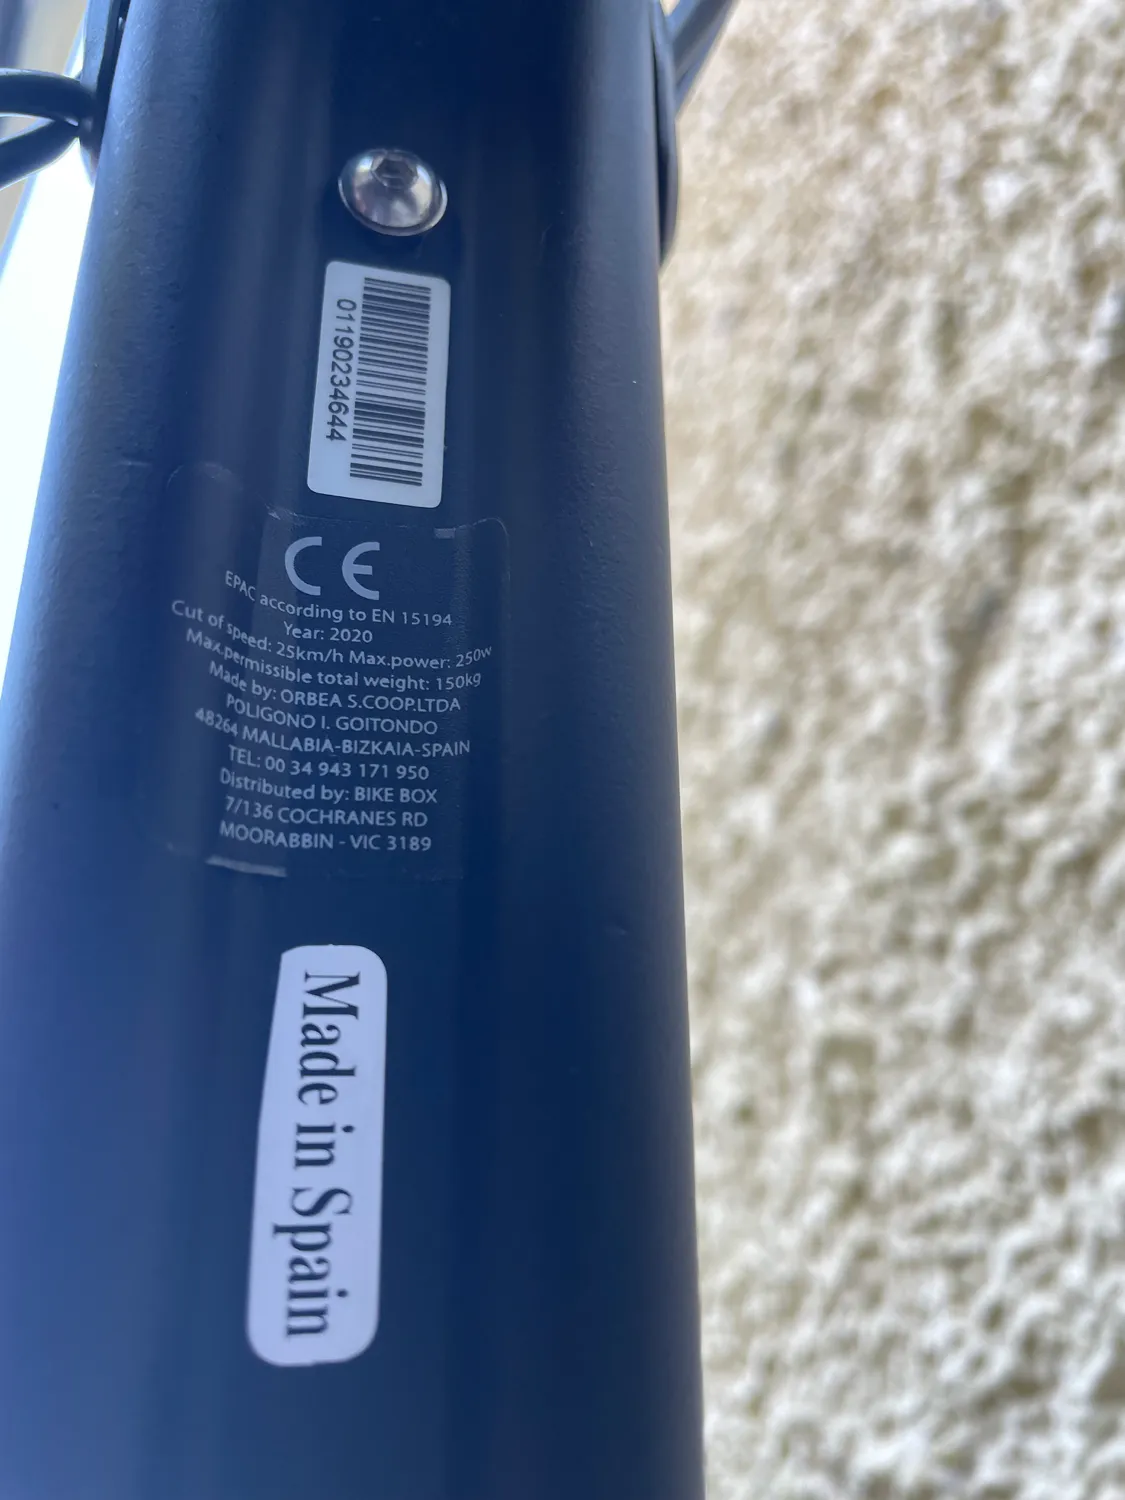 01190234644
CE
EPAC according to EN 15194
Year: 2020
Cut of speed: 25km/h Max.power: 250w
Max.permissible total weight: 150kg
Made by: ORBEA S.COOP.LTDA
POLIGONO I. GOITONDO
48264 MALLABIA-BIZKAIA-SPAIN
TEL: 00 34 943 171 950
Distributed by: BIKE BOX
7/136 COCHRANES RD
MOORABBIN - VIC 3189
Made in Spain